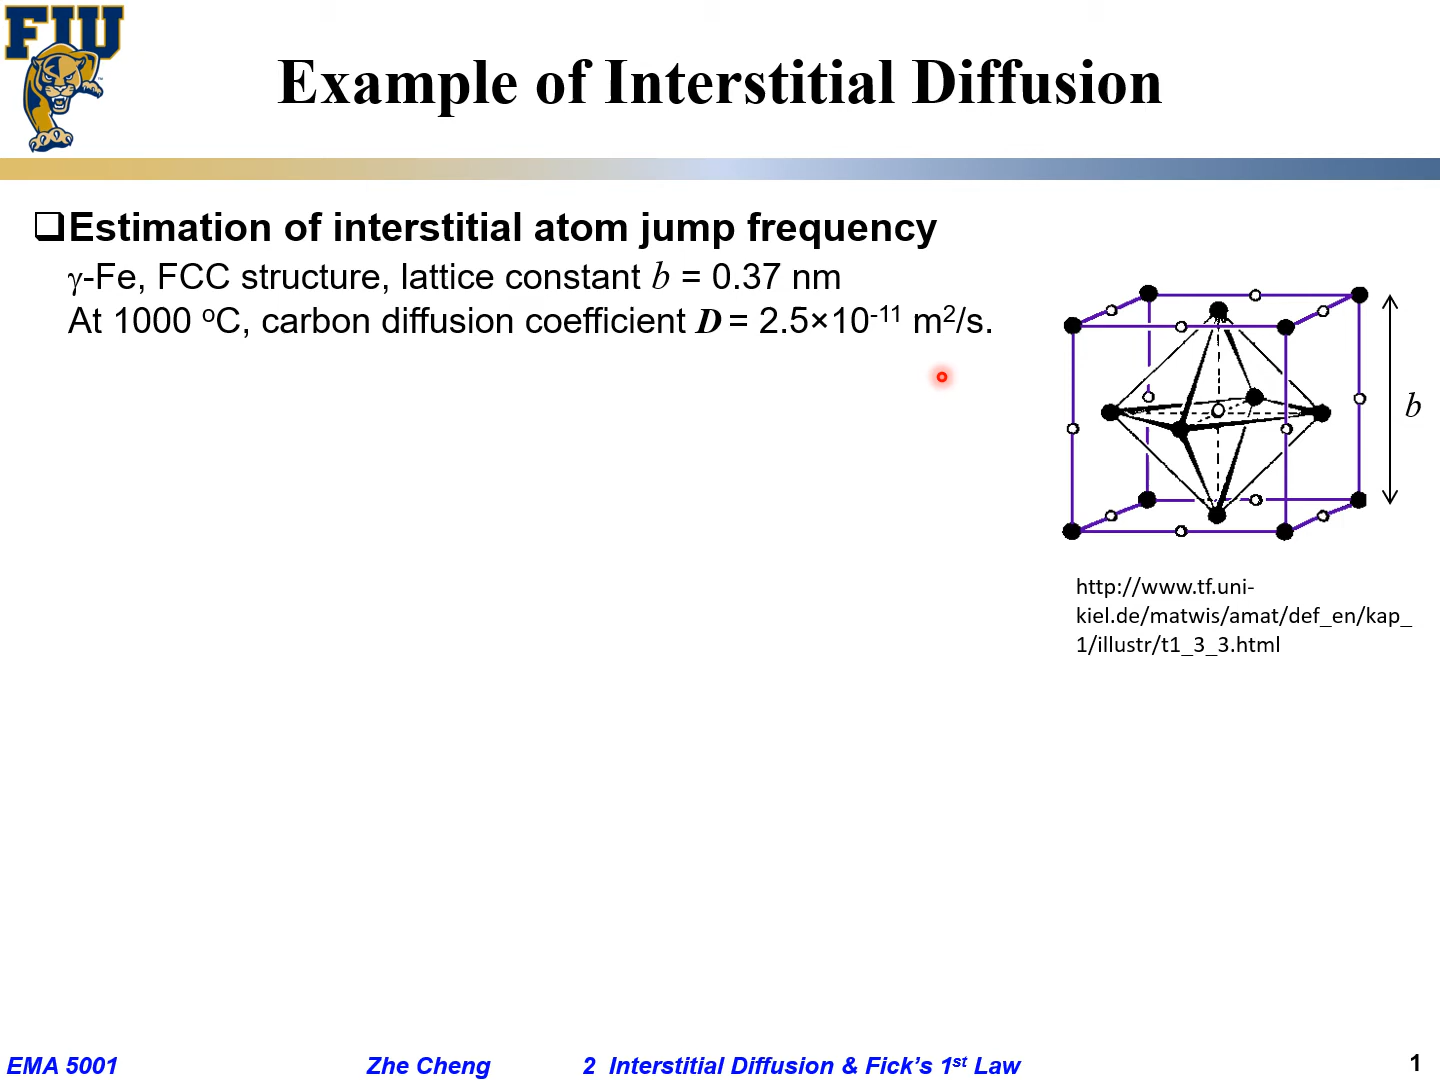 FIU
Example of Interstitial Diffusion
❑Estimation of interstitial atom jump frequency
γ-Fe, FCC structure, lattice constant b = 0.37 nm
At 1000 ºC, carbon diffusion coefficient D = 2.5×10⁻¹¹ m²/s.
b
http://www.tf.uni-
kiel.de/matwis/amat/def_en/kap_
1/illustr/t1_3_3.html
EMA 5001 Zhe Cheng 2 Interstitial Diffusion & Fick’s 1ˢᵗ Law 1